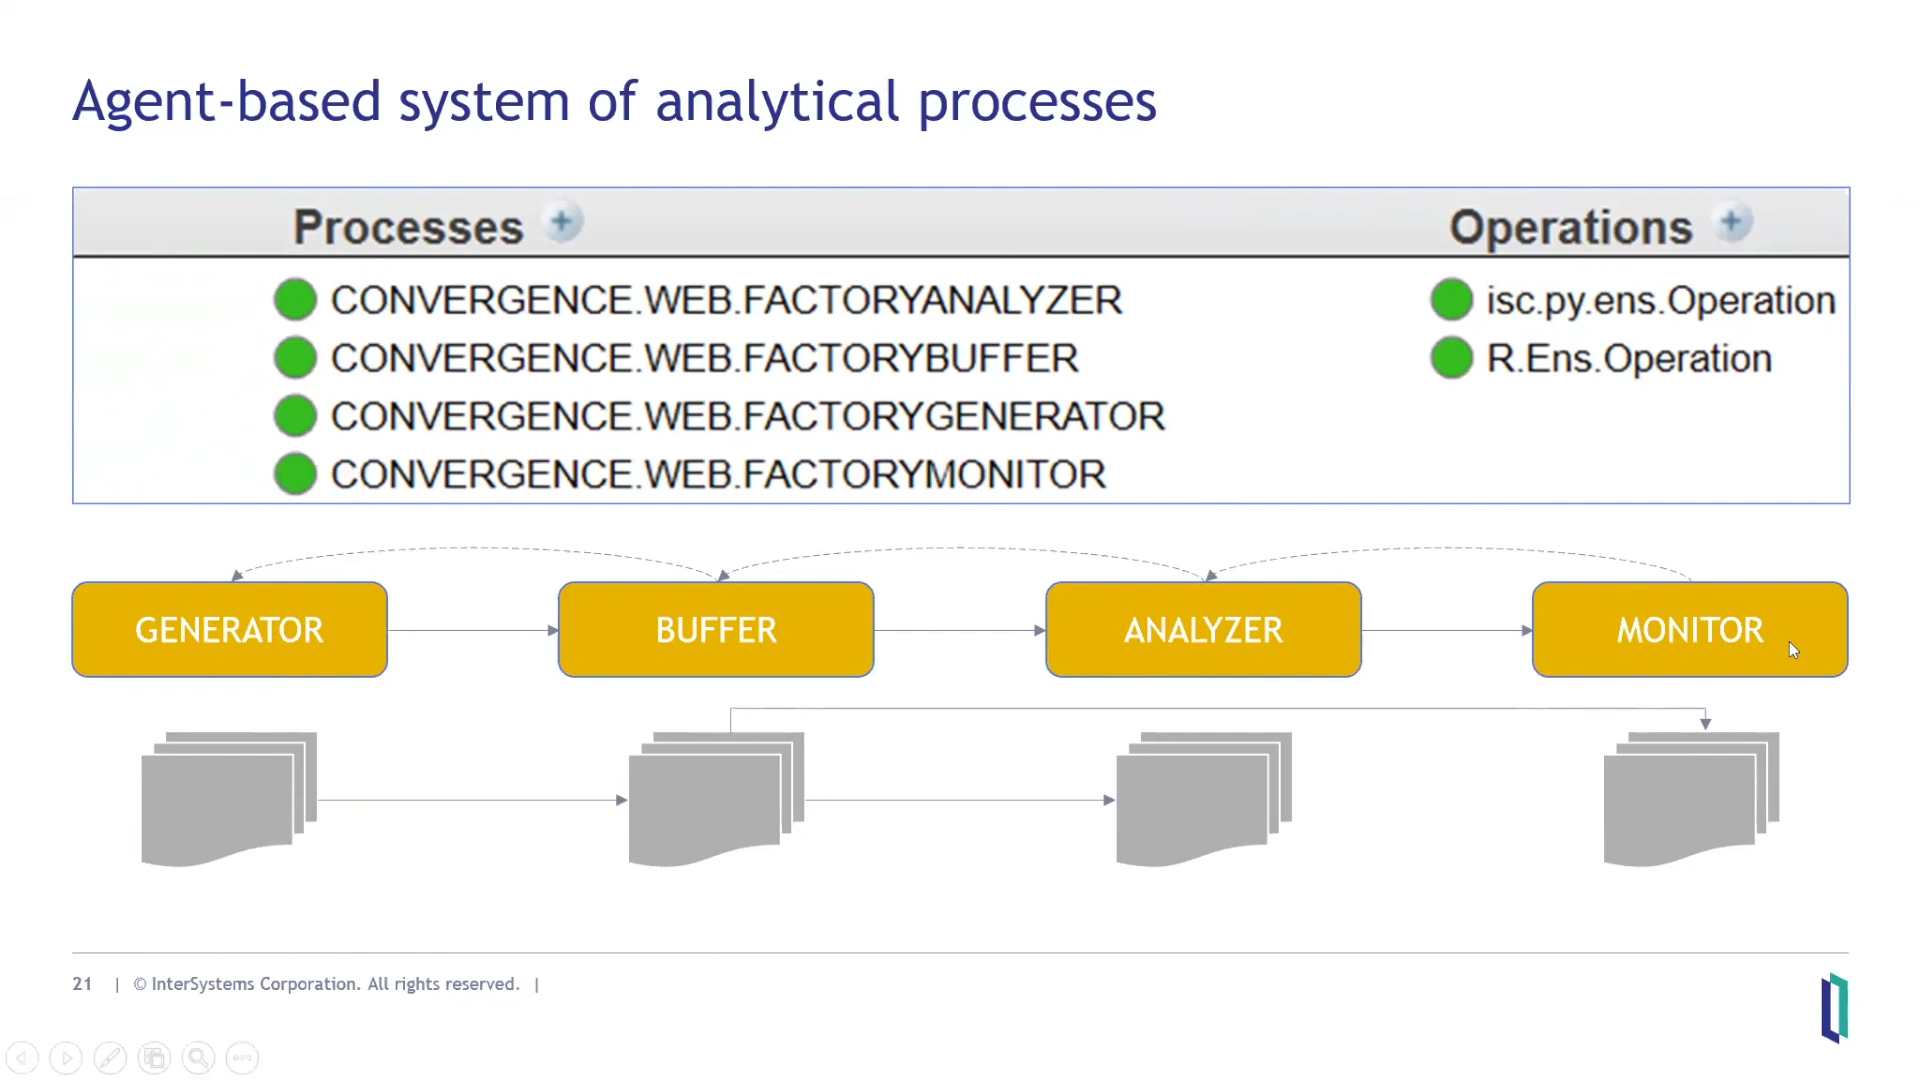 Agent-based system of analytical processes
Processes +
Operations +
CONVERGENCE.WEB.FACTORYANALYZER
isc.py.ens.Operation
CONVERGENCE.WEB.FACTORYBUFFER
R.Ens.Operation
CONVERGENCE.WEB.FACTORYGENERATOR
CONVERGENCE.WEB.FACTORYMONITOR
GENERATOR
BUFFER
ANALYZER
MONITOR
21 | © InterSystems Corporation. All rights reserved. |